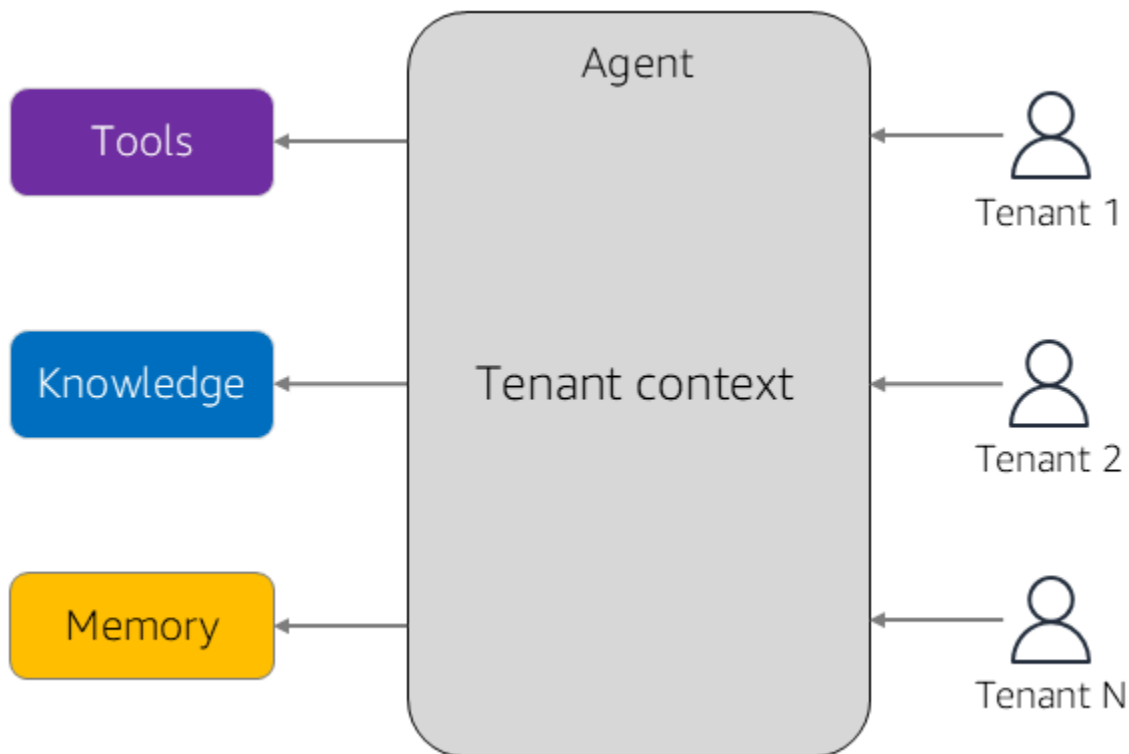 Agent
Tools
Tenant 1
Knowledge
Tenant context
Tenant 2
Memory
Tenant N